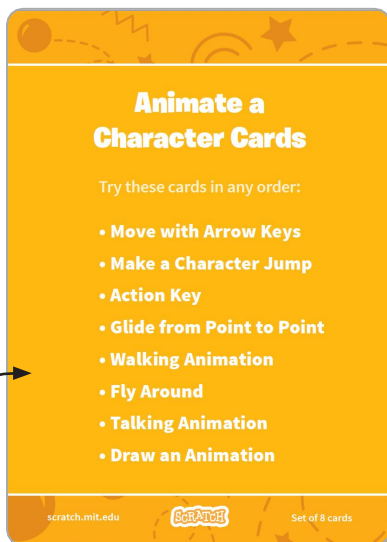 Animate a
Character Cards
Try these cards in any order:
• Move with Arrow Keys
• Make a Character Jump
• Action Key
• Glide from Point to Point
• Walking Animation
• Fly Around
• Talking Animation
• Draw an Animation
scratch.mit.edu SCRATCH Set of 8 cards